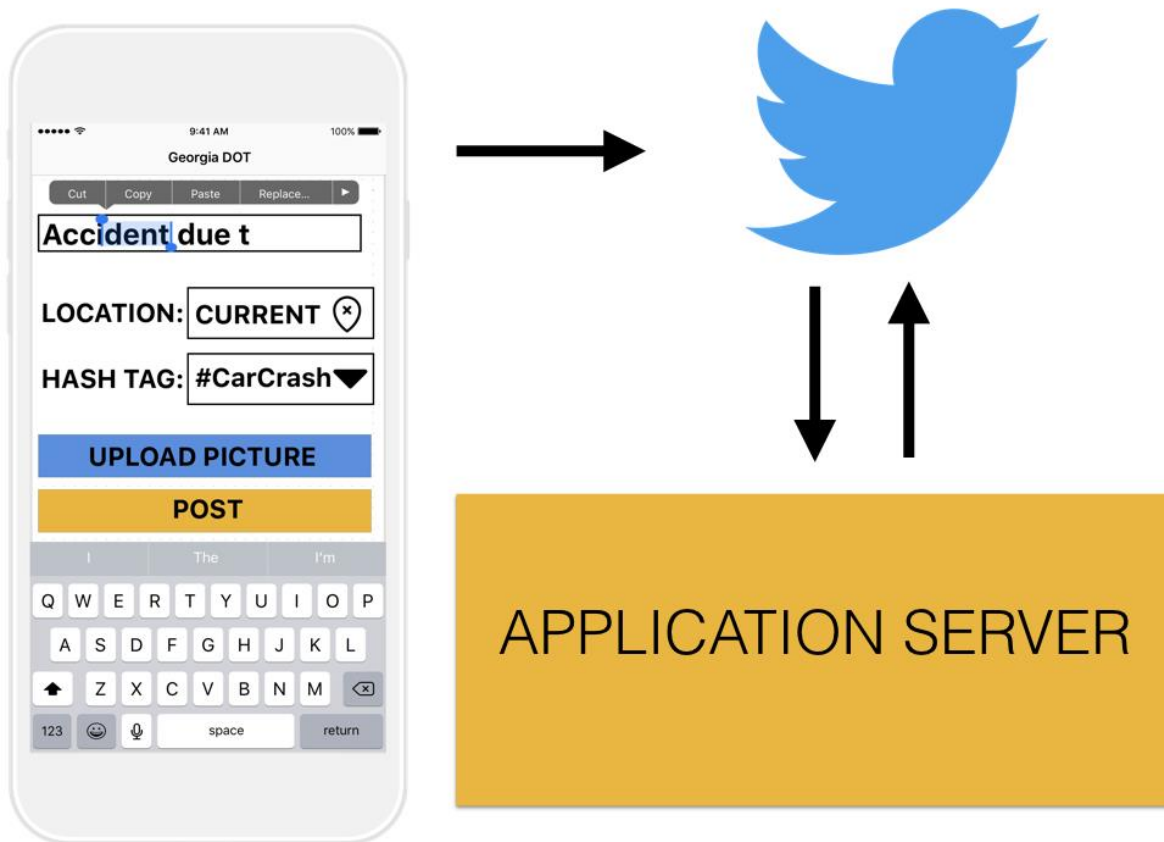 9:41 AM 100%
Georgia DOT
Cut Copy Paste Replace...
Accident due t
LOCATION: CURRENT
HASH TAG: #CarCrash
UPLOAD PICTURE
POST
I The I'm
Q W E R T Y U I O P
A S D F G H J K L
Z X C V B N M
123 space return
APPLICATION SERVER